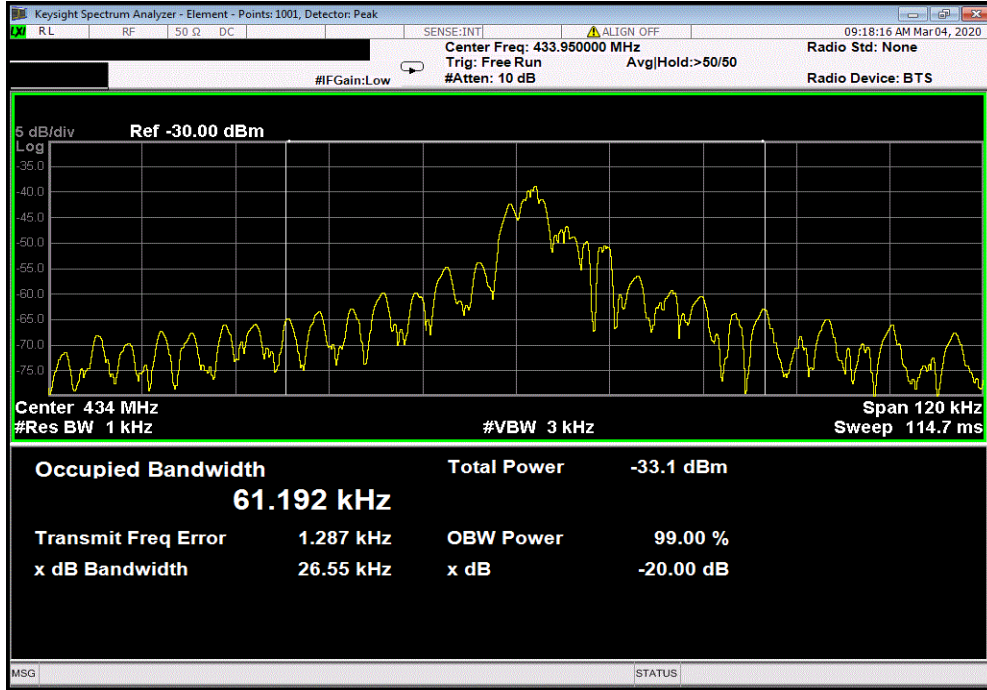 Keysight Spectrum Analyzer - Element - Points: 1001, Detector: Peak
LXI RL RF 50 Ω DC SENSE:INT ALIGN OFF 09:18:16 AM Mar 04, 2020
Center Freq: 433.950000 MHz Radio Std: None
Trig: Free Run Avg|Hold:>50/50
#IFGain:Low #Atten: 10 dB Radio Device: BTS
5 dB/div Ref -30.00 dBm
Log
-35.0
-40.0
-45.0
-50.0
-55.0
-60.0
-65.0
-70.0
-75.0
Center 434 MHz Span 120 kHz
#Res BW 1 kHz #VBW 3 kHz Sweep 114.7 ms
Occupied Bandwidth Total Power -33.1 dBm
61.192 kHz
Transmit Freq Error 1.287 kHz OBW Power 99.00 %
x dB Bandwidth 26.55 kHz x dB -20.00 dB
MSG STATUS